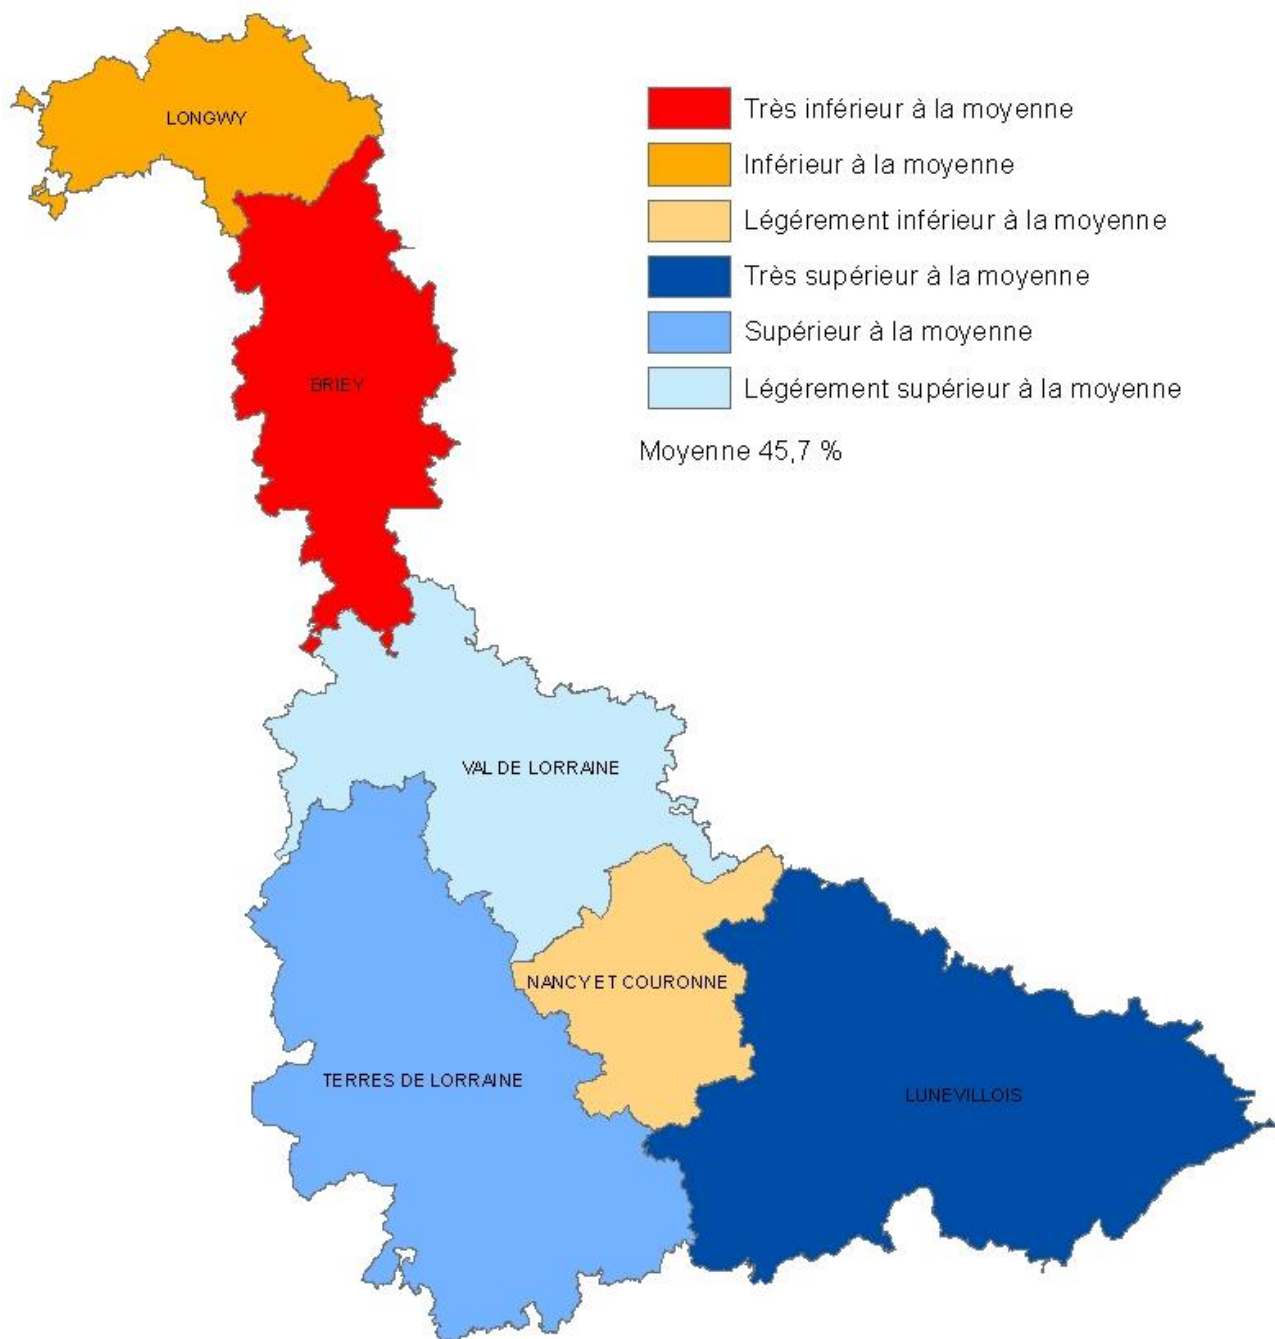 LONGWY
BRIEY
VAL DE LORRAINE
NANCY ET COURONNE
TERRES DE LORRAINE
LUNEVILLOIS
Très inférieur à la moyenne
Inférieur à la moyenne
Légérement inférieur à la moyenne
Très supérieur à la moyenne
Supérieur à la moyenne
Légérement supérieur à la moyenne
Moyenne 45,7 %